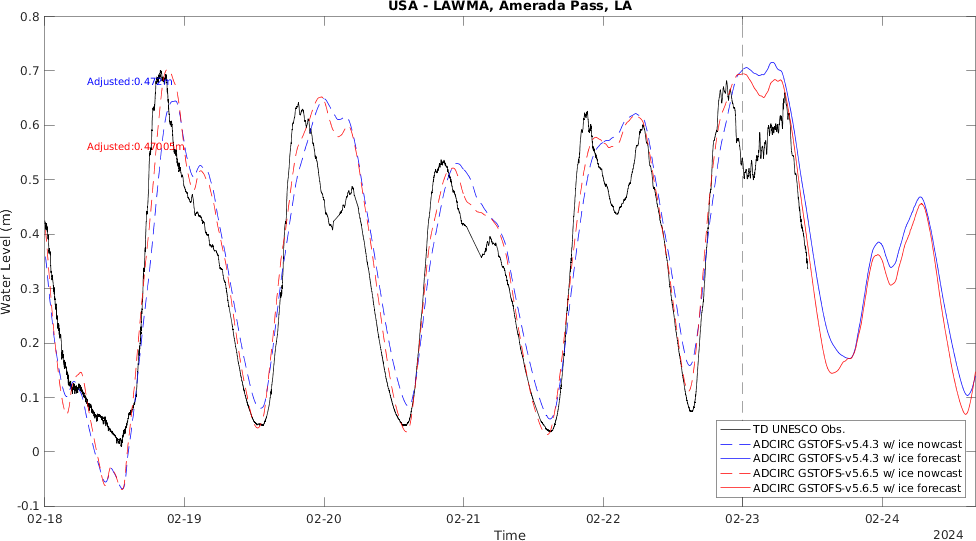 USA - LAWMA, Amerada Pass, LA
0.8
0.7
0.6
0.5
0.4
0.3
0.2
0.1
0
-0.1
Water Level (m)
Adjusted:0.47
Adjusted:0.47005m
TD UNESCO Obs.
ADCIRC GSTOFS-v5.4.3 w/ ice nowcast
ADCIRC GSTOFS-v5.4.3 w/ ice forecast
ADCIRC GSTOFS-v5.6.5 w/ ice nowcast
ADCIRC GSTOFS-v5.6.5 w/ ice forecast
02-18 02-19 02-20 02-21 02-22 02-23 02-24
Time
2024